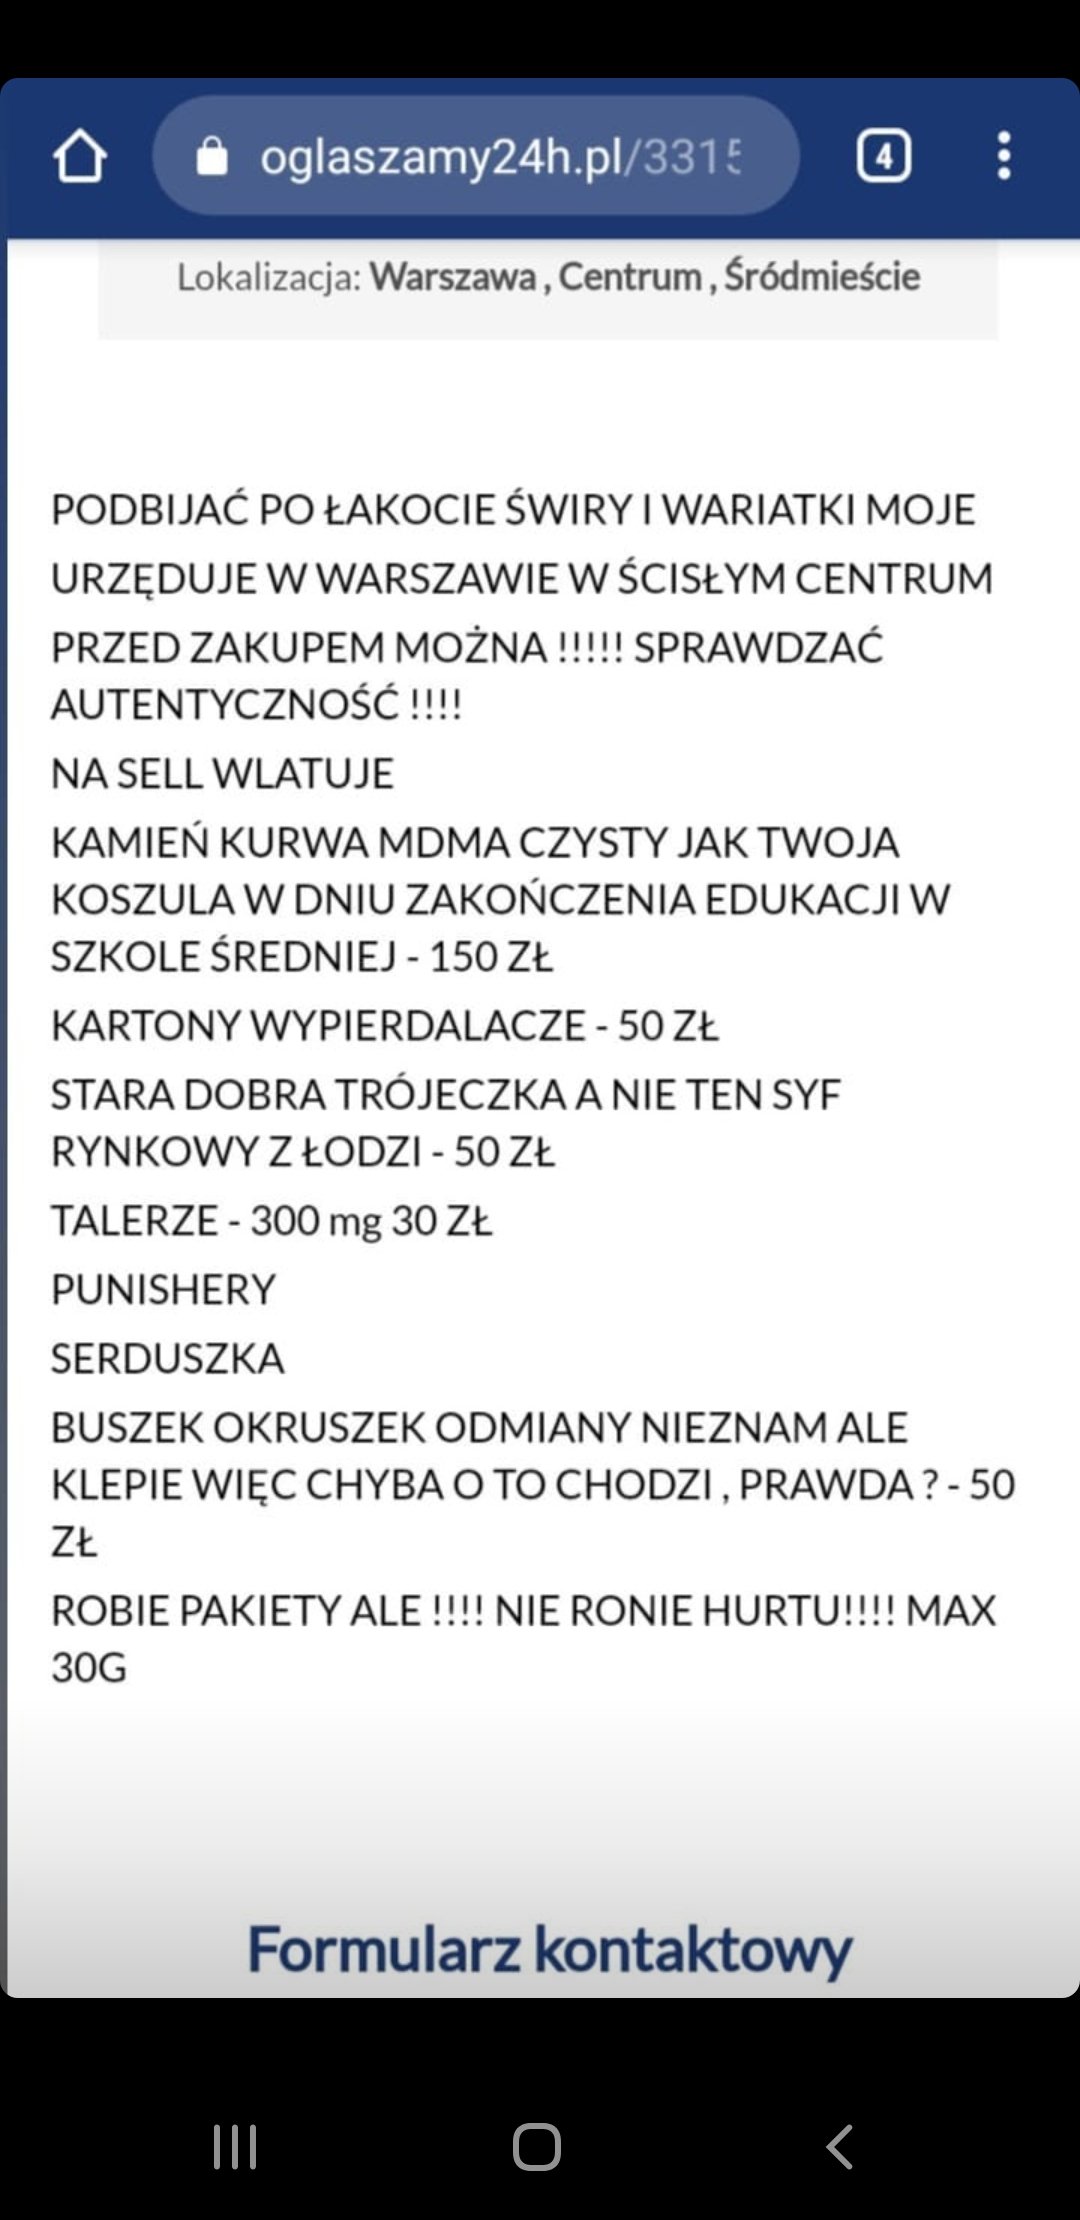 oglaszamy24h.pl/3315
4
Lokalizacja: Warszawa , Centrum , Śródmieście
PODBIJAĆ PO ŁAKOCIE ŚWIRY I WARIATKI MOJE
URZĘDUJE W WARSZAWIE W ŚCISŁYM CENTRUM
PRZED ZAKUPEM MOŻNA !!!!! SPRAWDZAĆ
AUTENTYCZNOŚĆ !!!!
NA SELL WLATUJE
KAMIEŃ KURWA MDMA CZYSTY JAK TWOJA
KOSZULA W DNIU ZAKOŃCZENIA EDUKACJI W
SZKOLE ŚREDNIEJ - 150 ZŁ
KARTONY WYPIERDALACZE - 50 ZŁ
STARA DOBRA TRÓJECZKA A NIE TEN SYF
RYNKOWY Z ŁODZI - 50 ZŁ
TALERZE - 300 mg 30 ZŁ
PUNISHERY
SERDUSZKA
BUSZEK OKRUSZEK ODMIANY NIEZNAM ALE
KLEPIE WIĘC CHYBA O TO CHODZI , PRAWDA ? - 50
ZŁ
ROBIE PAKIETY ALE !!!! NIE RONIE HURTU!!!! MAX
30G
Formularz kontaktowy